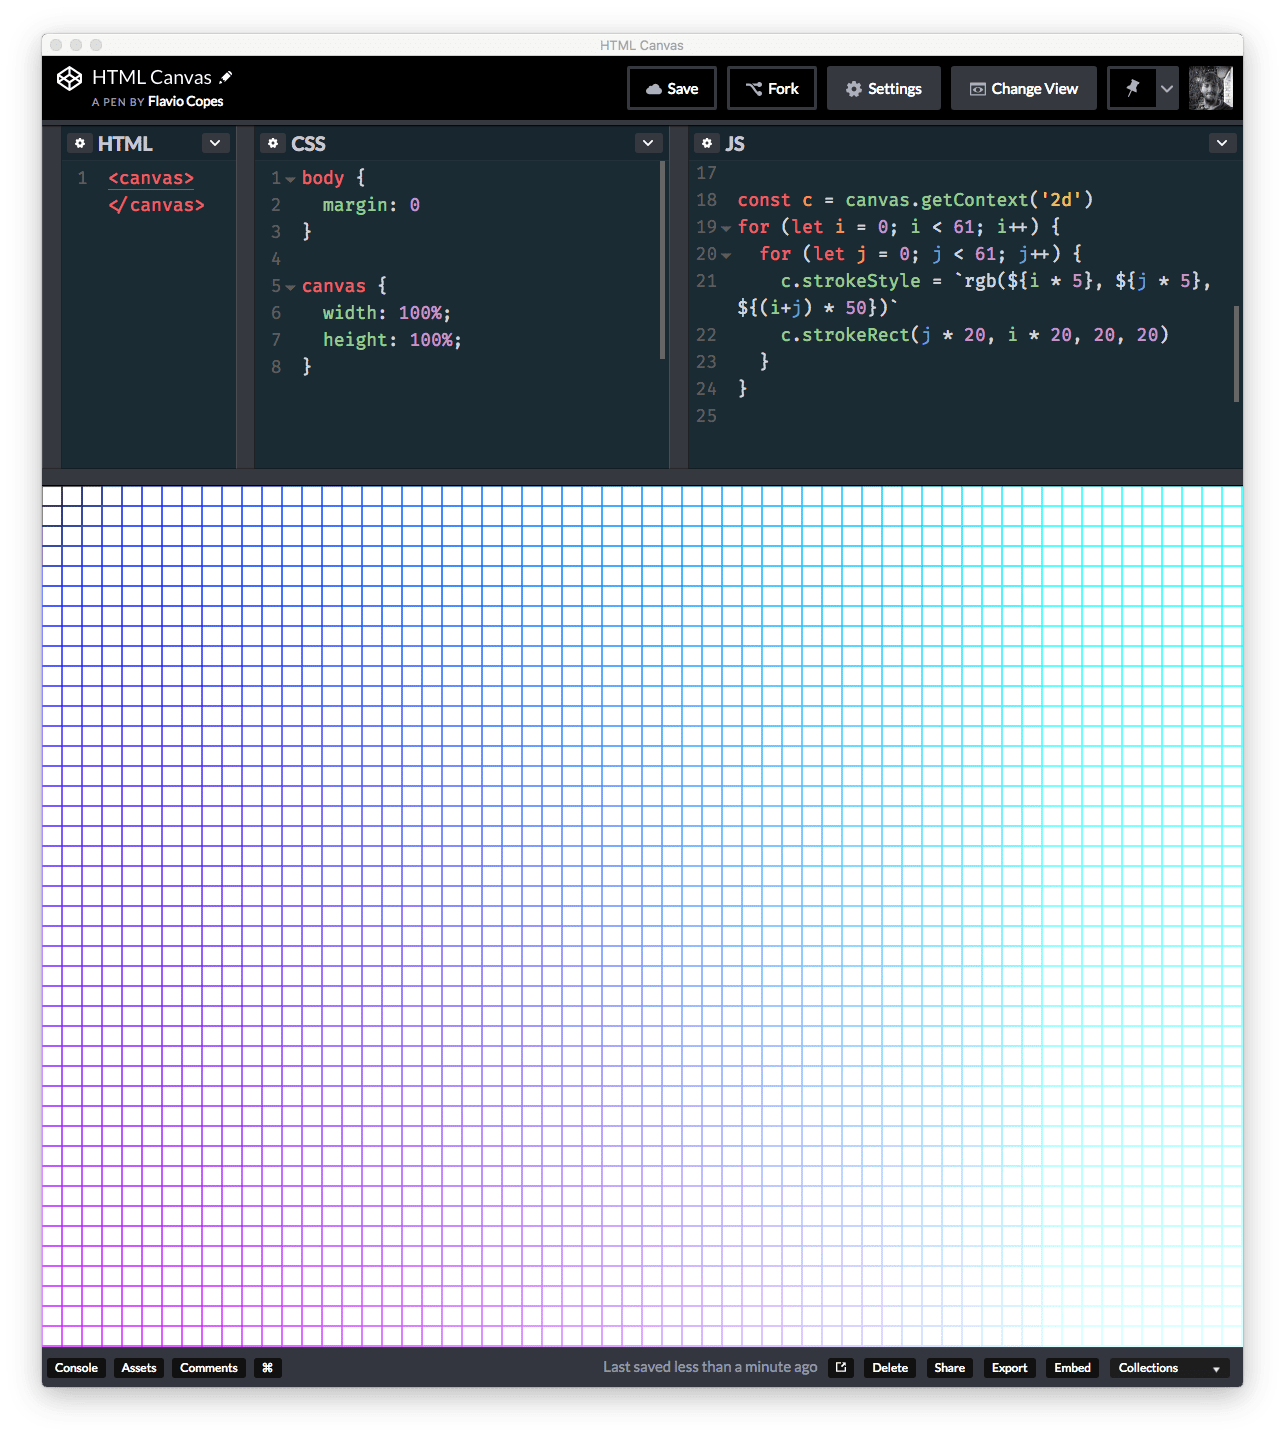 HTML Canvas
HTML Canvas
A PEN BY Flavio Copes
Save
Fork
Settings
Change View
HTML
1 <canvas>
</canvas>
CSS
1 body {
2   margin: 0
3 }
4
5 canvas {
6   width: 100%;
7   height: 100%;
8 }
JS
17
18 const c = canvas.getContext('2d')
19 for (let i = 0; i < 61; i++) {
20   for (let j = 0; j < 61; j++) {
21     c.strokeStyle = `rgb(${i * 5}, ${j * 5},
${(i+j) * 50})`
22     c.strokeRect(j * 20, i * 20, 20, 20)
23   }
24 }
25
Console
Assets
Comments
⌘
Last saved less than a minute ago
Delete
Share
Export
Embed
Collections